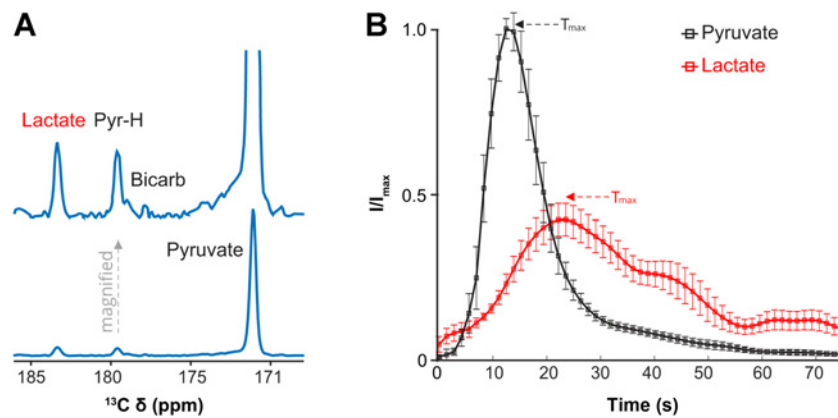 A
Lactate Pyr-H
Bicarb
Pyruvate
magnified
185 180 175 171
¹³C δ (ppm)
B
Tmax
Pyruvate
Lactate
Tmax
1.0
0.5
0
I/Imax
0 10 20 30 40 50 60 70
Time (s)